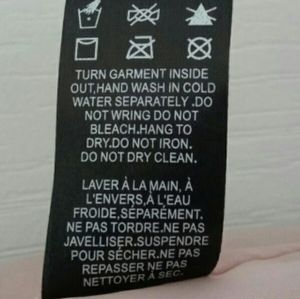 TURN GARMENT INSIDE
OUT,HAND WASH IN COLD
WATER SEPARATELY .DO
NOT WRING DO NOT
BLEACH.HANG TO
DRY.DO NOT IRON.
DO NOT DRY CLEAN.
LAVER À LA MAIN, À
L'ENVERS,À L'EAU
FROIDE,SÉPARÉMENT.
NE PAS TORDRE.NE PAS
JAVELLISER.SUSPENDRE
POUR SÉCHER.NE PAS
REPASSER NE PAS
NETTOYER À SEC.